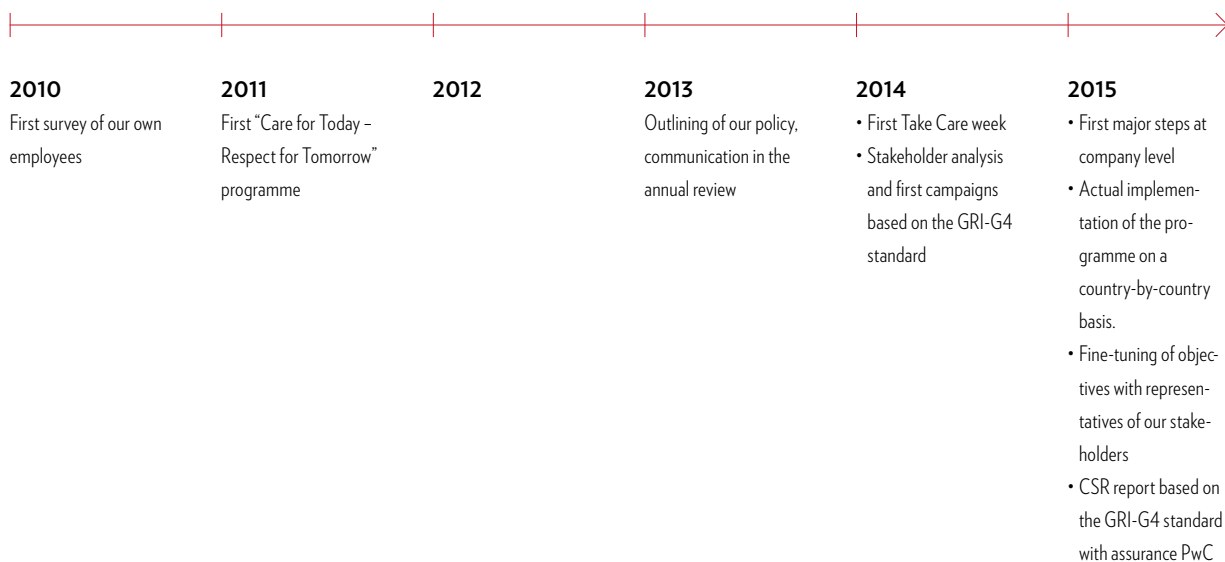 2010
First survey of our own
employees
2011
First “Care for Today –
Respect for Tomorrow”
programme
2012
2013
Outlining of our policy,
communication in the
annual review
2014
• First Take Care week
• Stakeholder analysis
and first campaigns
based on the GRI-G4
standard
2015
• First major steps at
company level
• Actual implemen-
tation of the pro-
gramme on a
country-by-country
basis.
• Fine-tuning of objec-
tives with represen-
tatives of our stake-
holders
• CSR report based on
the GRI-G4 standard
with assurance PwC